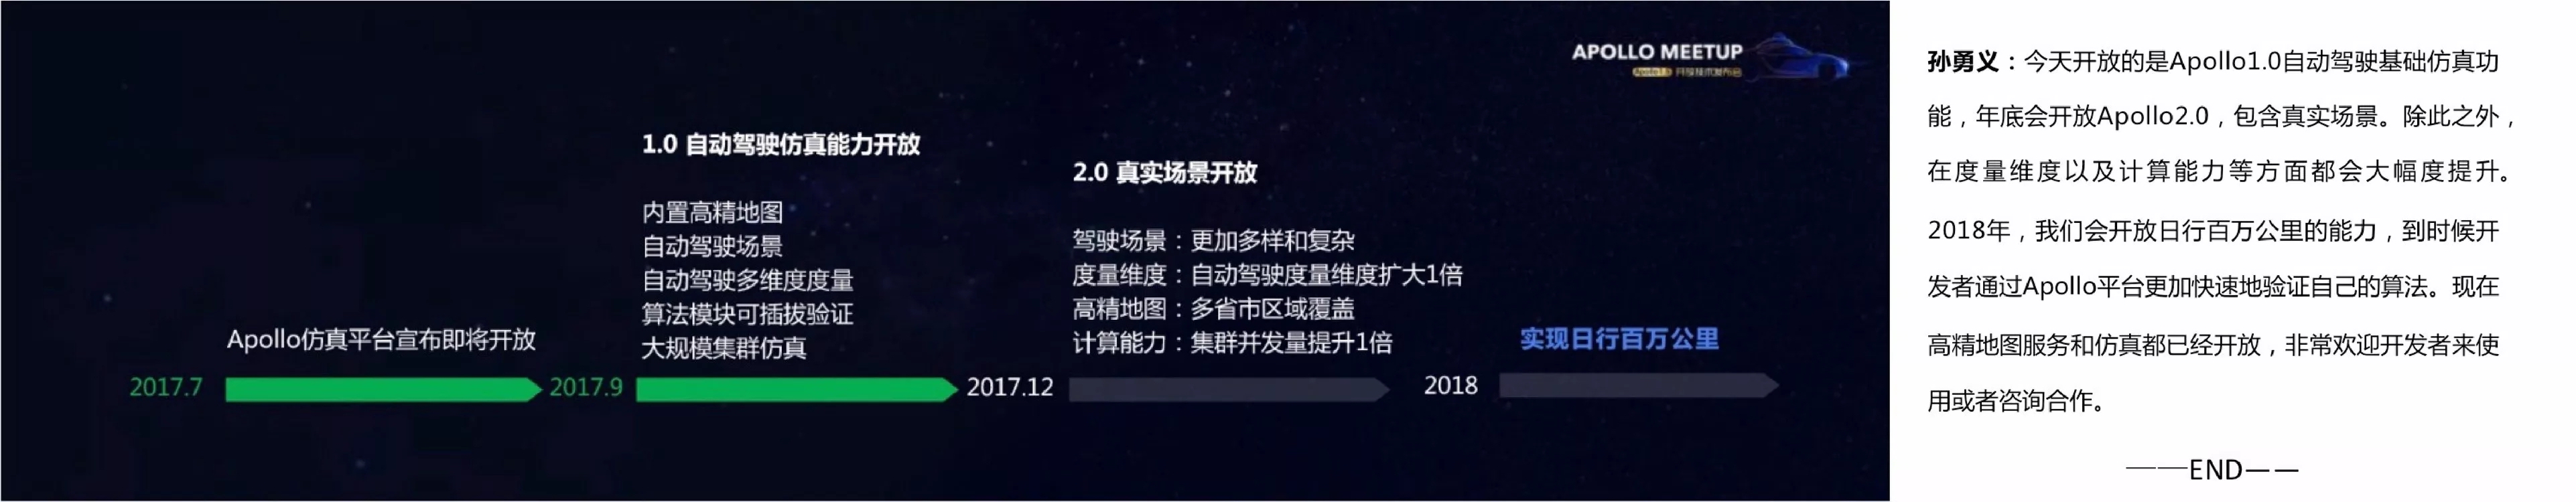 APOLLO MEETUP
Apollo1.5 开放技术发布会
1.0 自动驾驶仿真能力开放
内置高精地图
自动驾驶场景
自动驾驶多维度度量
算法模块可插拔验证
大规模集群仿真
2.0 真实场景开放
驾驶场景：更加多样和复杂
度量维度：自动驾驶度量维度扩大1倍
高精地图：多省市区域覆盖
计算能力：集群并发量提升1倍
Apollo仿真平台宣布即将开放
实现日行百万公里
2017.7
2017.9
2017.12
2018
孙勇义：今天开放的是Apollo1.0自动驾驶基础仿真功
能，年底会开放Apollo2.0，包含真实场景。除此之外，
在度量维度以及计算能力等方面都会大幅度提升。
2018年，我们会开放日行百万公里的能力，到时候开
发者通过Apollo平台更加快速地验证自己的算法。现在
高精地图服务和仿真都已经开放，非常欢迎开发者来使
用或者咨询合作。
——END——